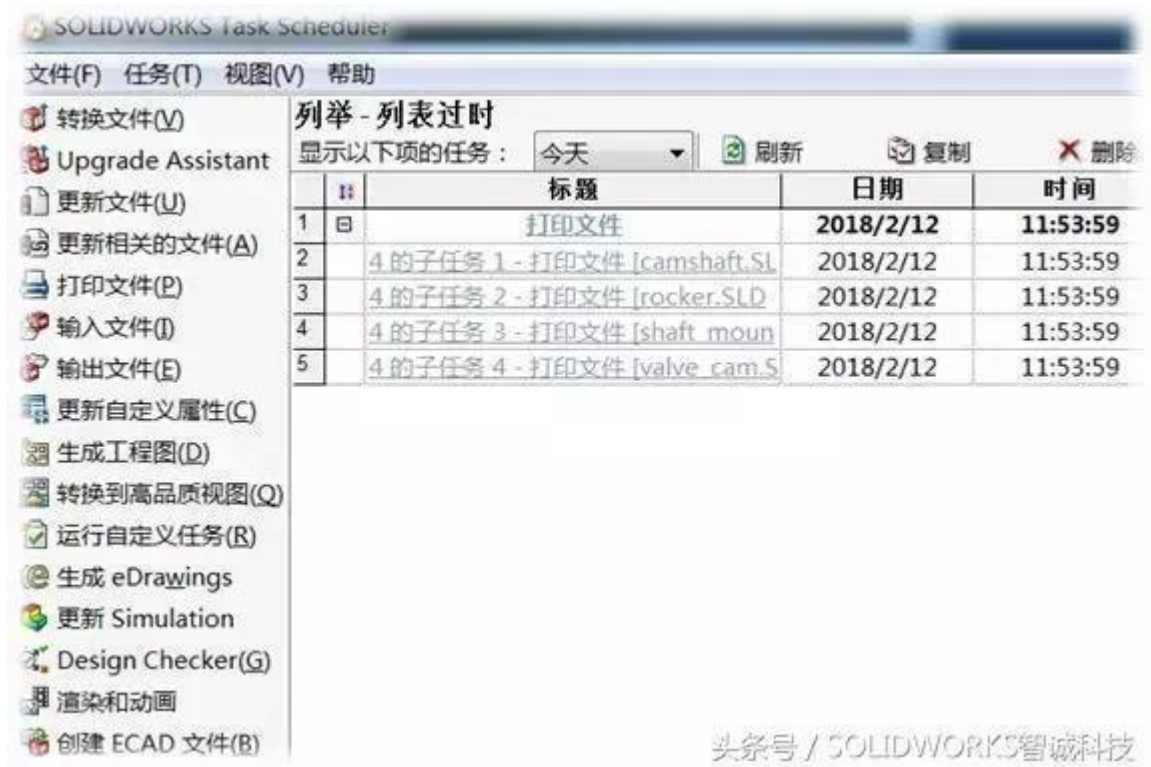 SOLIDWORKS Task Scheduler
文件(F) 任务(T) 视图(V) 帮助
转换文件(V)
Upgrade Assistant
更新文件(U)
更新相关的文件(A)
打印文件(P)
输入文件(I)
输出文件(E)
更新自定义属性(C)
生成工程图(D)
转换到高品质视图(Q)
运行自定义任务(R)
生成 eDrawings
更新 Simulation
Design Checker(G)
渲染和动画
创建 ECAD 文件(B)
列举 - 列表过时
显示以下项的任务： 今天 刷新 复制 删除
标题 日期 时间
1 打印文件 2018/2/12 11:53:59
2 4 的子任务 1 - 打印文件 [camshaft.SL 2018/2/12 11:53:59
3 4 的子任务 2 - 打印文件 [rocker.SLD 2018/2/12 11:53:59
4 4 的子任务 3 - 打印文件 [shaft_moun 2018/2/12 11:53:59
5 4 的子任务 4 - 打印文件 [valve_cam.S 2018/2/12 11:53:59
头条号 / SOLIDWORKS智诚科技